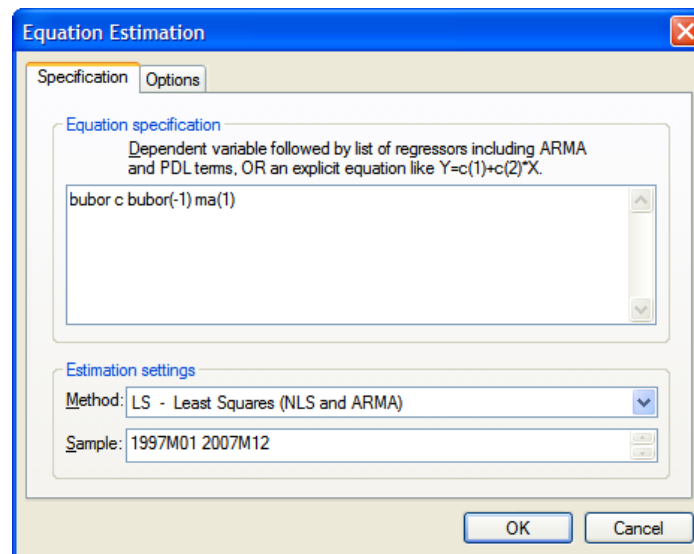 Equation Estimation
Specification
Options
Equation specification
Dependent variable followed by list of regressors including ARMA
and PDL terms, OR an explicit equation like Y=c(1)+c(2)*X.
bubor c bubor(-1) ma(1)
Estimation settings
Method: LS - Least Squares (NLS and ARMA)
Sample: 1997M01 2007M12
OK
Cancel